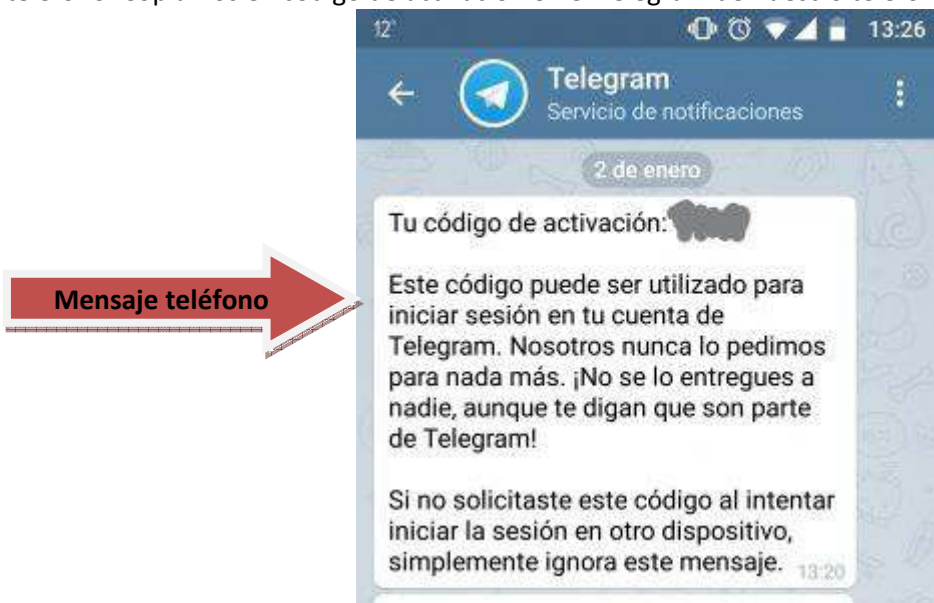 12°
13:26
Telegram
Servicio de notificaciones
2 de enero
Tu código de activación:
Este código puede ser utilizado para
iniciar sesión en tu cuenta de
Telegram. Nosotros nunca lo pedimos
para nada más. ¡No se lo entregues a
nadie, aunque te digan que son parte
de Telegram!
Si no solicitaste este código al intentar
iniciar la sesión en otro dispositivo,
simplemente ignora este mensaje.
13:20
Mensaje teléfono